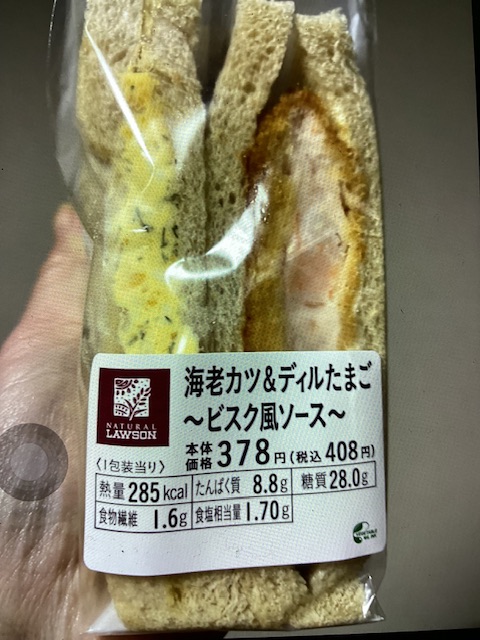 海老カツ&ディルたまご
～ビスク風ソース～
NATURAL
LAWSON
本体価格 378円(税込408円)
〈1包装当り〉
熱量 285kcal たんぱく質 8.8g 糖質 28.0g
食物繊維 1.6g 食塩相当量 1.70g